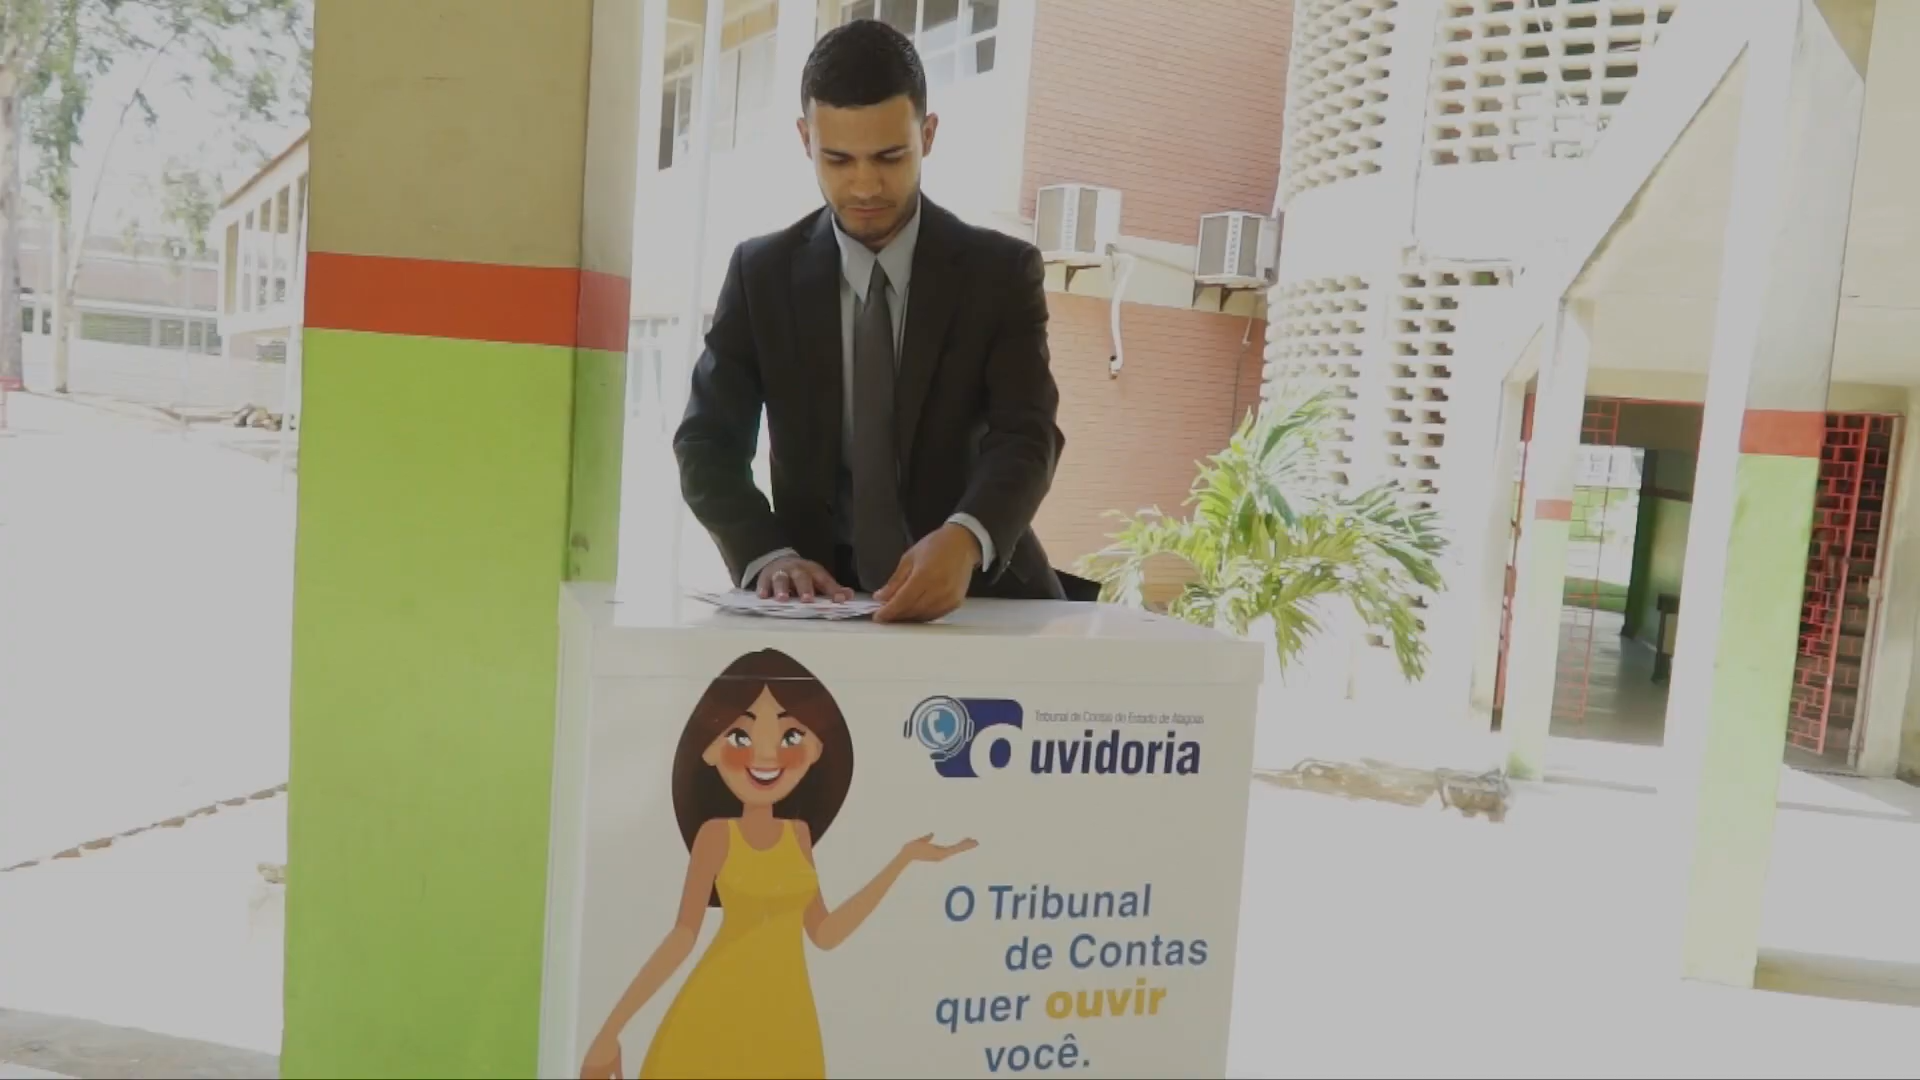 Tribunal de Contas do Estado de Alagoas
Ouvidoria
O Tribunal
de Contas
quer ouvir
você.